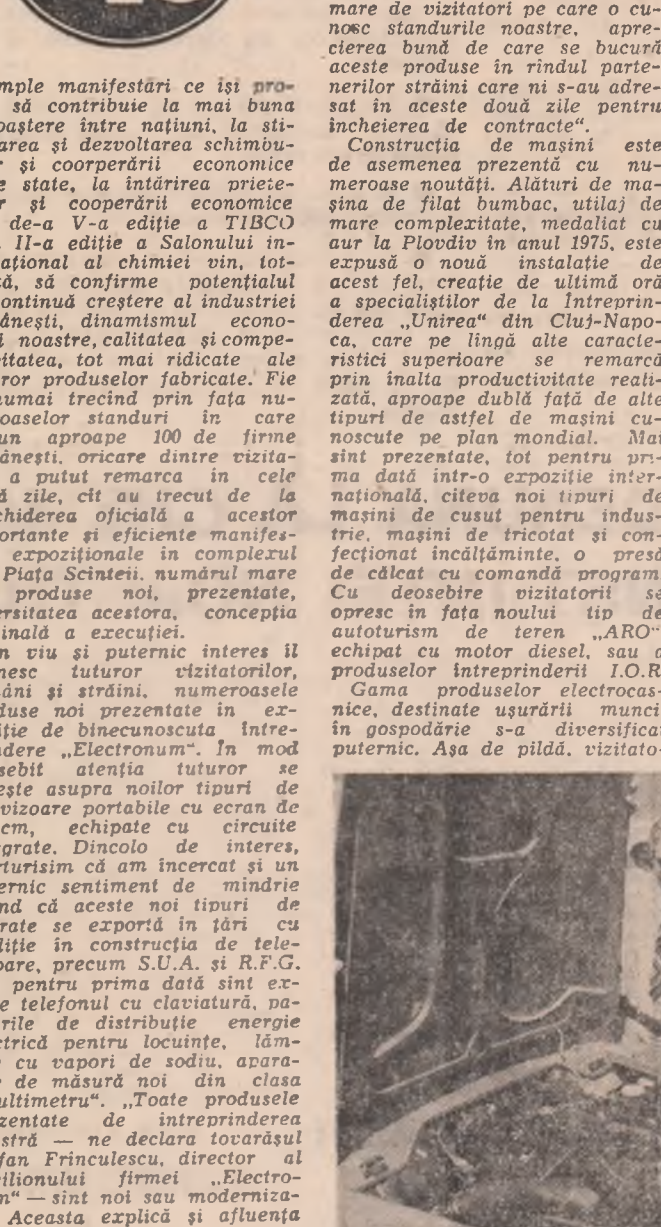 mple manifestări ce își pro-
să contribuie la mai buna
oaștere între națiuni, la sti-
area și dezvoltarea schimbu-
și coorperării economice
e state, la întărirea priete-
r și cooperării economice
de-a V-a ediție a TIBCO
II-a ediție a Salonului in-
național al chimiei vin, tot-
tă, să confirme potențialul
continuă creștere al industriei
ânești, dinamismul econo-
i noastre, calitatea și compe-
vitatea, tot mai ridicate ale
uror produselor fabricate. Fie
numai trecînd prin fața nu-
roaselor standuri în care
un aproape 100 de firme
ânești, oricare dintre vizita-
a putut remarca în cele
ă zile, cît au trecut de la
chiderea oficială a acestor
ortante și eficiente manifes-
expoziționale în complexul
Piața Scînteii, numărul mare
produse noi, prezentate,
ersitatea acestora, concepția
inală a execuției.
n viu și puternic interes îl
nesc tuturor vizitatorilor,
âni și străini, numeroasele
duse noi prezentate în ex-
iție de binecunoscuta între-
ndere „Electronum”. În mod
sebit atenția tuturor se
ește asupra noilor tipuri de
vizoare portabile cu ecran de
cm, echipate cu circuite
grate. Dincolo de interes,
rturisim că am încercat și un
ernic sentiment de mîndrie
nd că aceste noi tipuri de
rate se exportă în țări cu
diție în construcția de tele-
oare, precum S.U.A. și R.F.G.
pentru prima dată sînt ex-
e telefonul cu claviatură, pa-
rile de distribuție energie
ctrică pentru locuințe, lăm-
cu vapori de sodiu, apara-
de măsură noi din clasa
ultimetru“. „Toate produsele
zentate de întreprinderea
stră — ne declara tovarășul
fan Frînculescu, director al
vilionului firmei „Electro-
m“ — sînt noi sau moderniza-
Aceasta explică și afluența
mare de vizitatori pe care o cu-
nosc standurile noastre, apre-
cierea bună de care se bucură
aceste produse în rîndul parte-
nerilor străini care ni s-au adre-
sat în aceste două zile pentru
încheierea de contracte“.
Construcția de mașini este
de asemenea prezentă cu nu-
meroase noutăți. Alături de ma-
șina de filat bumbac, utilaj de
mare complexitate, medaliat cu
aur la Plovdiv în anul 1975, este
expusă o nouă instalație de
acest fel, creație de ultimă oră
a specialiștilor de la Întreprin-
derea „Unirea“ din Cluj-Napo-
ca, care pe lîngă alte caracte-
ristici superioare se remarcă
prin înalta productivitate reali-
zată, aproape dublă față de alte
tipuri de astfel de mașini cu-
noscute pe plan mondial. Mai
sînt prezentate, tot pentru pri-
ma dată într-o expoziție inter-
națională, cîteva noi tipuri de
mașini de cusut pentru indus-
trie, mașini de tricotat și con-
fecționat încălțăminte, o presă
de călcat cu comandă program
Cu deosebire vizitatorii se
opresc în fața noului tip de
autoturism de teren „ARO“
echipat cu motor diesel, sau a
produselor întreprinderii I.O.R
Gama produselor electrocas-
nice, destinate ușurării munci
în gospodărie s-a diversificat
puternic. Așa de pildă, vizitato-